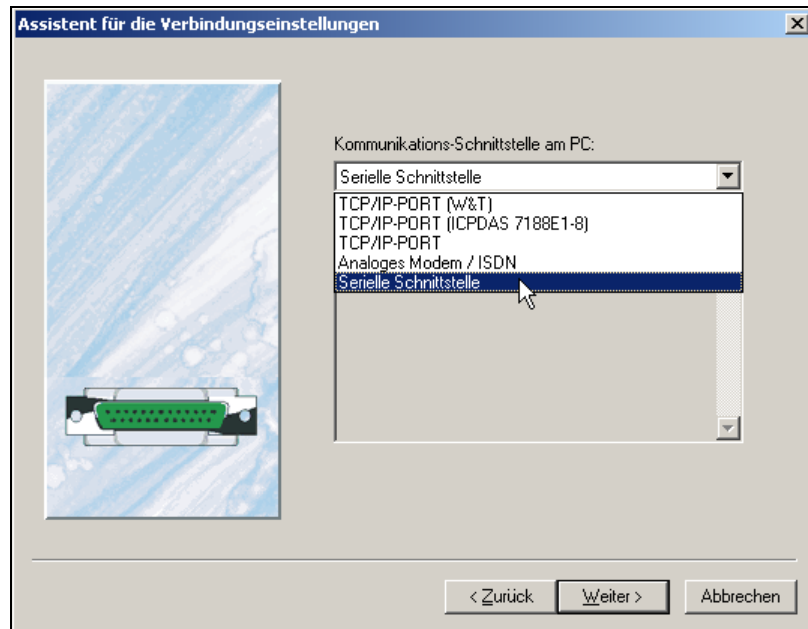 Assistent für die Verbindungseinstellungen
Kommunikations-Schnittstelle am PC:
Serielle Schnittstelle
TCP/IP-PORT (W&T)
TCP/IP-PORT (ICPDAS 7188E1-8)
TCP/IP-PORT
Analoges Modem / ISDN
Serielle Schnittstelle
< Zurück Weiter > Abbrechen